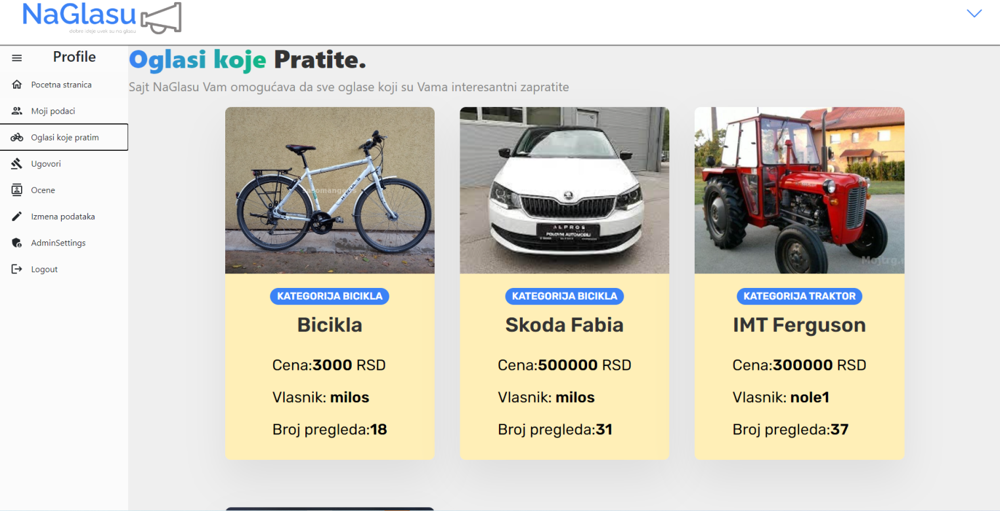 NaGlasu
dobre ideje uvek su na glasu
Profile
Pocetna stranica
Moji podaci
Oglasi koje pratim
Ugovori
Ocene
Izmena podataka
AdminSettings
Logout
Oglasi koje Pratite.
Sajt NaGlasu Vam omogućava da sve oglase koji su Vama interesantni zapratite
KATEGORIJA BICIKLA
Bicikla
Cena:3000 RSD
Vlasnik: milos
Broj pregleda:18
ALPROS
POLOVNI AUTOMOBILI
KATEGORIJA BICIKLA
Skoda Fabia
Cena:500000 RSD
Vlasnik: milos
Broj pregleda:31
Mojtrg.
KATEGORIJA TRAKTOR
IMT Ferguson
Cena:300000 RSD
Vlasnik: nole1
Broj pregleda:37